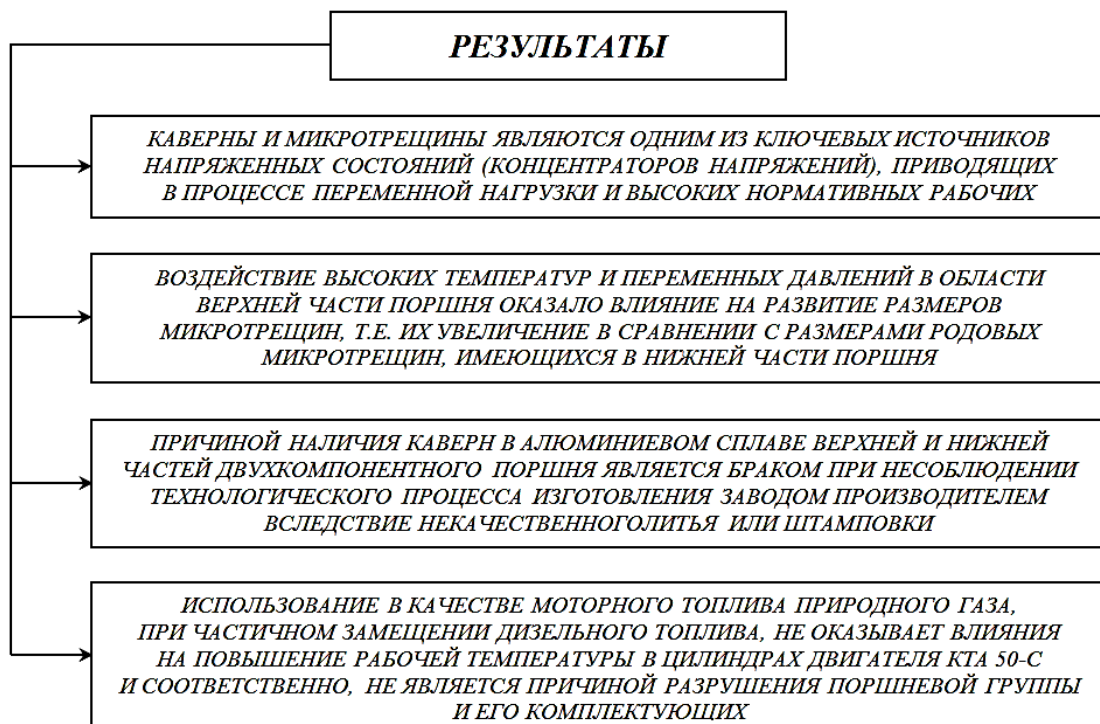 РЕЗУЛЬТАТЫ
КАВЕРНЫ И МИКРОТРЕЩИНЫ ЯВЛЯЮТСЯ ОДНИМ ИЗ КЛЮЧЕВЫХ ИСТОЧНИКОВ
НАПРЯЖЕННЫХ СОСТОЯНИЙ (КОНЦЕНТРАТОРОВ НАПРЯЖЕНИЙ), ПРИВОДЯЩИХ
В ПРОЦЕССЕ ПЕРЕМЕННОЙ НАГРУЗКИ И ВЫСОКИХ НОРМАТИВНЫХ РАБОЧИХ
ВОЗДЕЙСТВИЕ ВЫСОКИХ ТЕМПЕРАТУР И ПЕРЕМЕННЫХ ДАВЛЕНИЙ В ОБЛАСТИ
ВЕРХНЕЙ ЧАСТИ ПОРШНЯ ОКАЗАЛО ВЛИЯНИЕ НА РАЗВИТИЕ РАЗМЕРОВ
МИКРОТРЕЩИН, Т.Е. ИХ УВЕЛИЧЕНИЕ В СРАВНЕНИИ С РАЗМЕРАМИ РОДОВЫХ
МИКРОТРЕЩИН, ИМЕЮЩИХСЯ В НИЖНЕЙ ЧАСТИ ПОРШНЯ
ПРИЧИНОЙ НАЛИЧИЯ КАВЕРН В АЛЮМИНИЕВОМ СПЛАВЕ ВЕРХНЕЙ И НИЖНЕЙ
ЧАСТЕЙ ДВУХКОМПОНЕНТНОГО ПОРШНЯ ЯВЛЯЕТСЯ БРАКОМ ПРИ НЕСОБЛЮДЕНИИ
ТЕХНОЛОГИЧЕСКОГО ПРОЦЕССА ИЗГОТОВЛЕНИЯ ЗАВОДОМ ПРОИЗВОДИТЕЛЕМ
ВСЛЕДСТВИЕ НЕКАЧЕСТВЕННОГОЛИТЬЯ ИЛИ ШТАМПОВКИ
ИСПОЛЬЗОВАНИЕ В КАЧЕСТВЕ МОТОРНОГО ТОПЛИВА ПРИРОДНОГО ГАЗА,
ПРИ ЧАСТИЧНОМ ЗАМЕЩЕНИИ ДИЗЕЛЬНОГО ТОПЛИВА, НЕ ОКАЗЫВАЕТ ВЛИЯНИЯ
НА ПОВЫШЕНИЕ РАБОЧЕЙ ТЕМПЕРАТУРЫ В ЦИЛИНДРАХ ДВИГАТЕЛЯ КТА 50-С
И СООТВЕТСТВЕННО, НЕ ЯВЛЯЕТСЯ ПРИЧИНОЙ РАЗРУШЕНИЯ ПОРШНЕВОЙ ГРУППЫ
И ЕГО КОМПЛЕКТУЮЩИХ